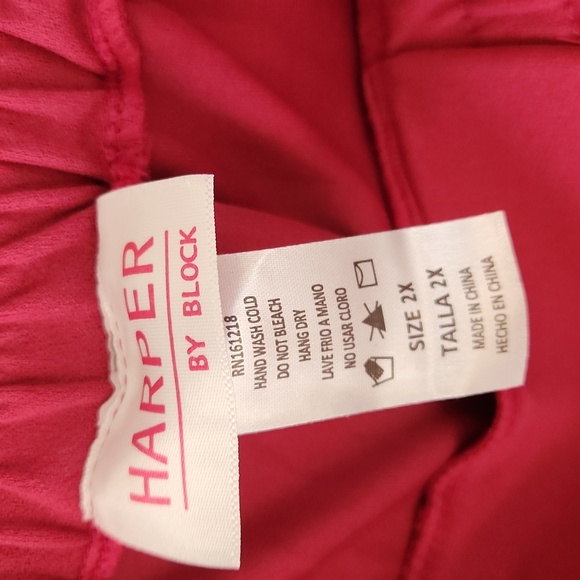 HARPER
BY BLOCK
RN161218
HAND WASH COLD
DO NOT BLEACH
HANG DRY
LAVE FRIO A MANO
NO USAR CLORO
SIZE 2X
TALLA 2X
MADE IN CHINA
HECHO EN CHINA